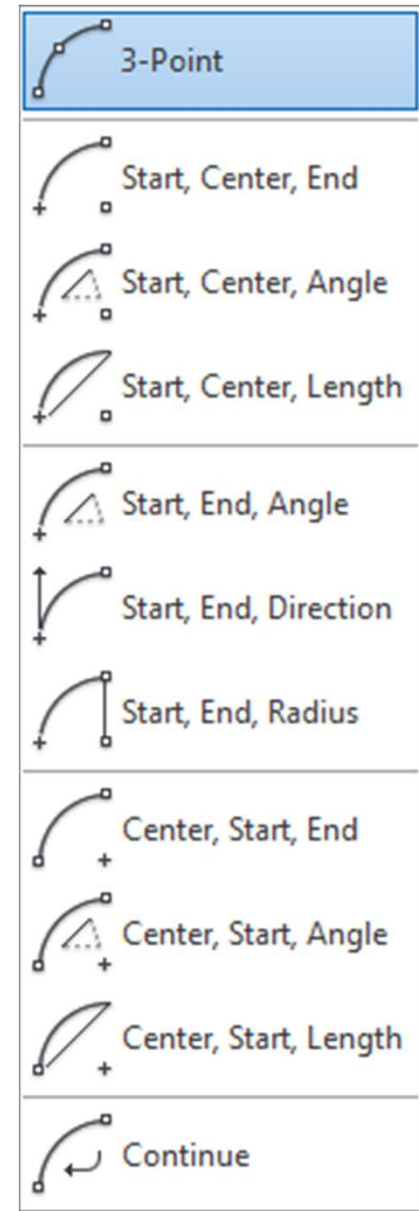 3-Point
Start, Center, End
Start, Center, Angle
Start, Center, Length
Start, End, Angle
Start, End, Direction
Start, End, Radius
Center, Start, End
Center, Start, Angle
Center, Start, Length
Continue